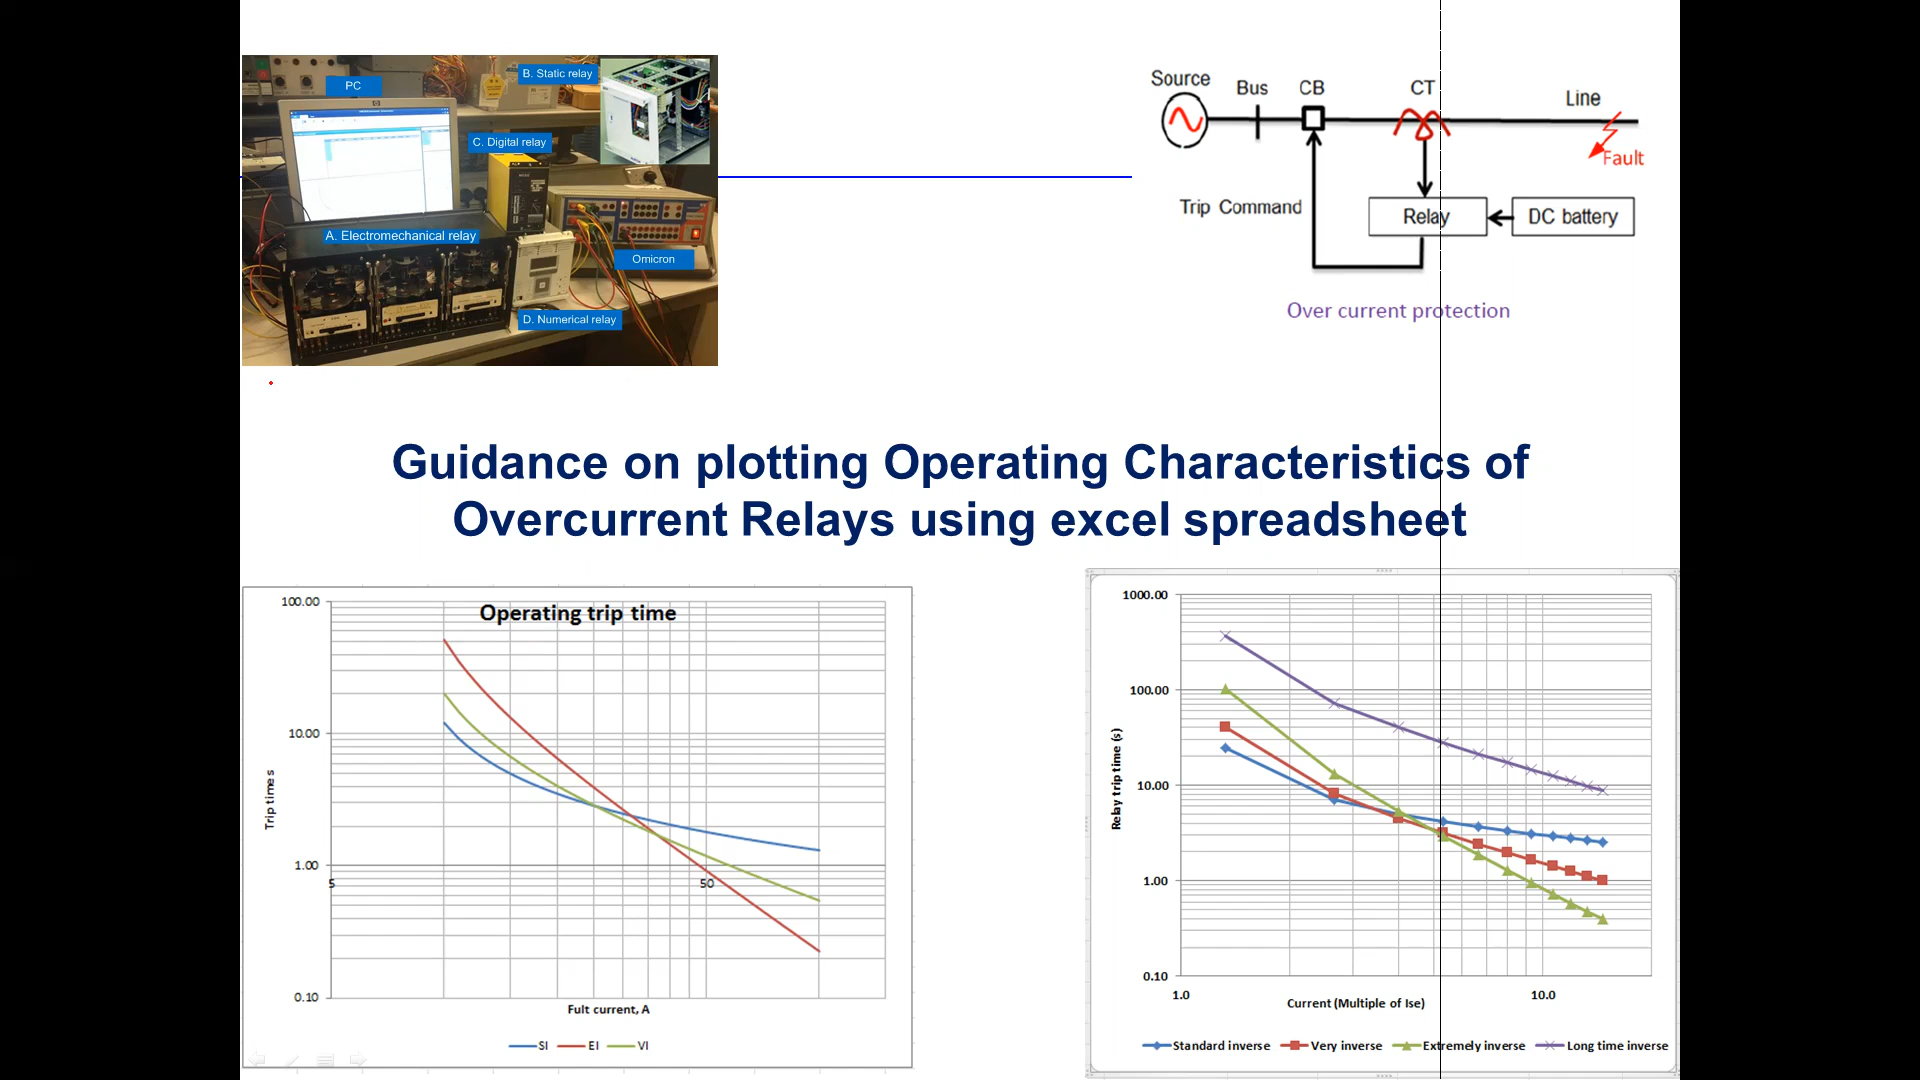 PC
B. Static relay
C. Digital relay
A. Electromechanical relay
Omicron
D. Numerical relay
Source
Bus
CB
CT
Line
Fault
Trip Command
Relay
DC battery
Over current protection
Guidance on plotting Operating Characteristics of
Overcurrent Relays using excel spreadsheet
Operating trip time
100.00
10.00
1.00
0.10
5
50
Trip time s
Fult current, A
SI
EI
VI
1000.00
100.00
10.00
1.00
0.10
1.0
10.0
Relay trip time (s)
Current (Multiple of Ise)
Standard inverse
Very inverse
Extremely inverse
Long time inverse